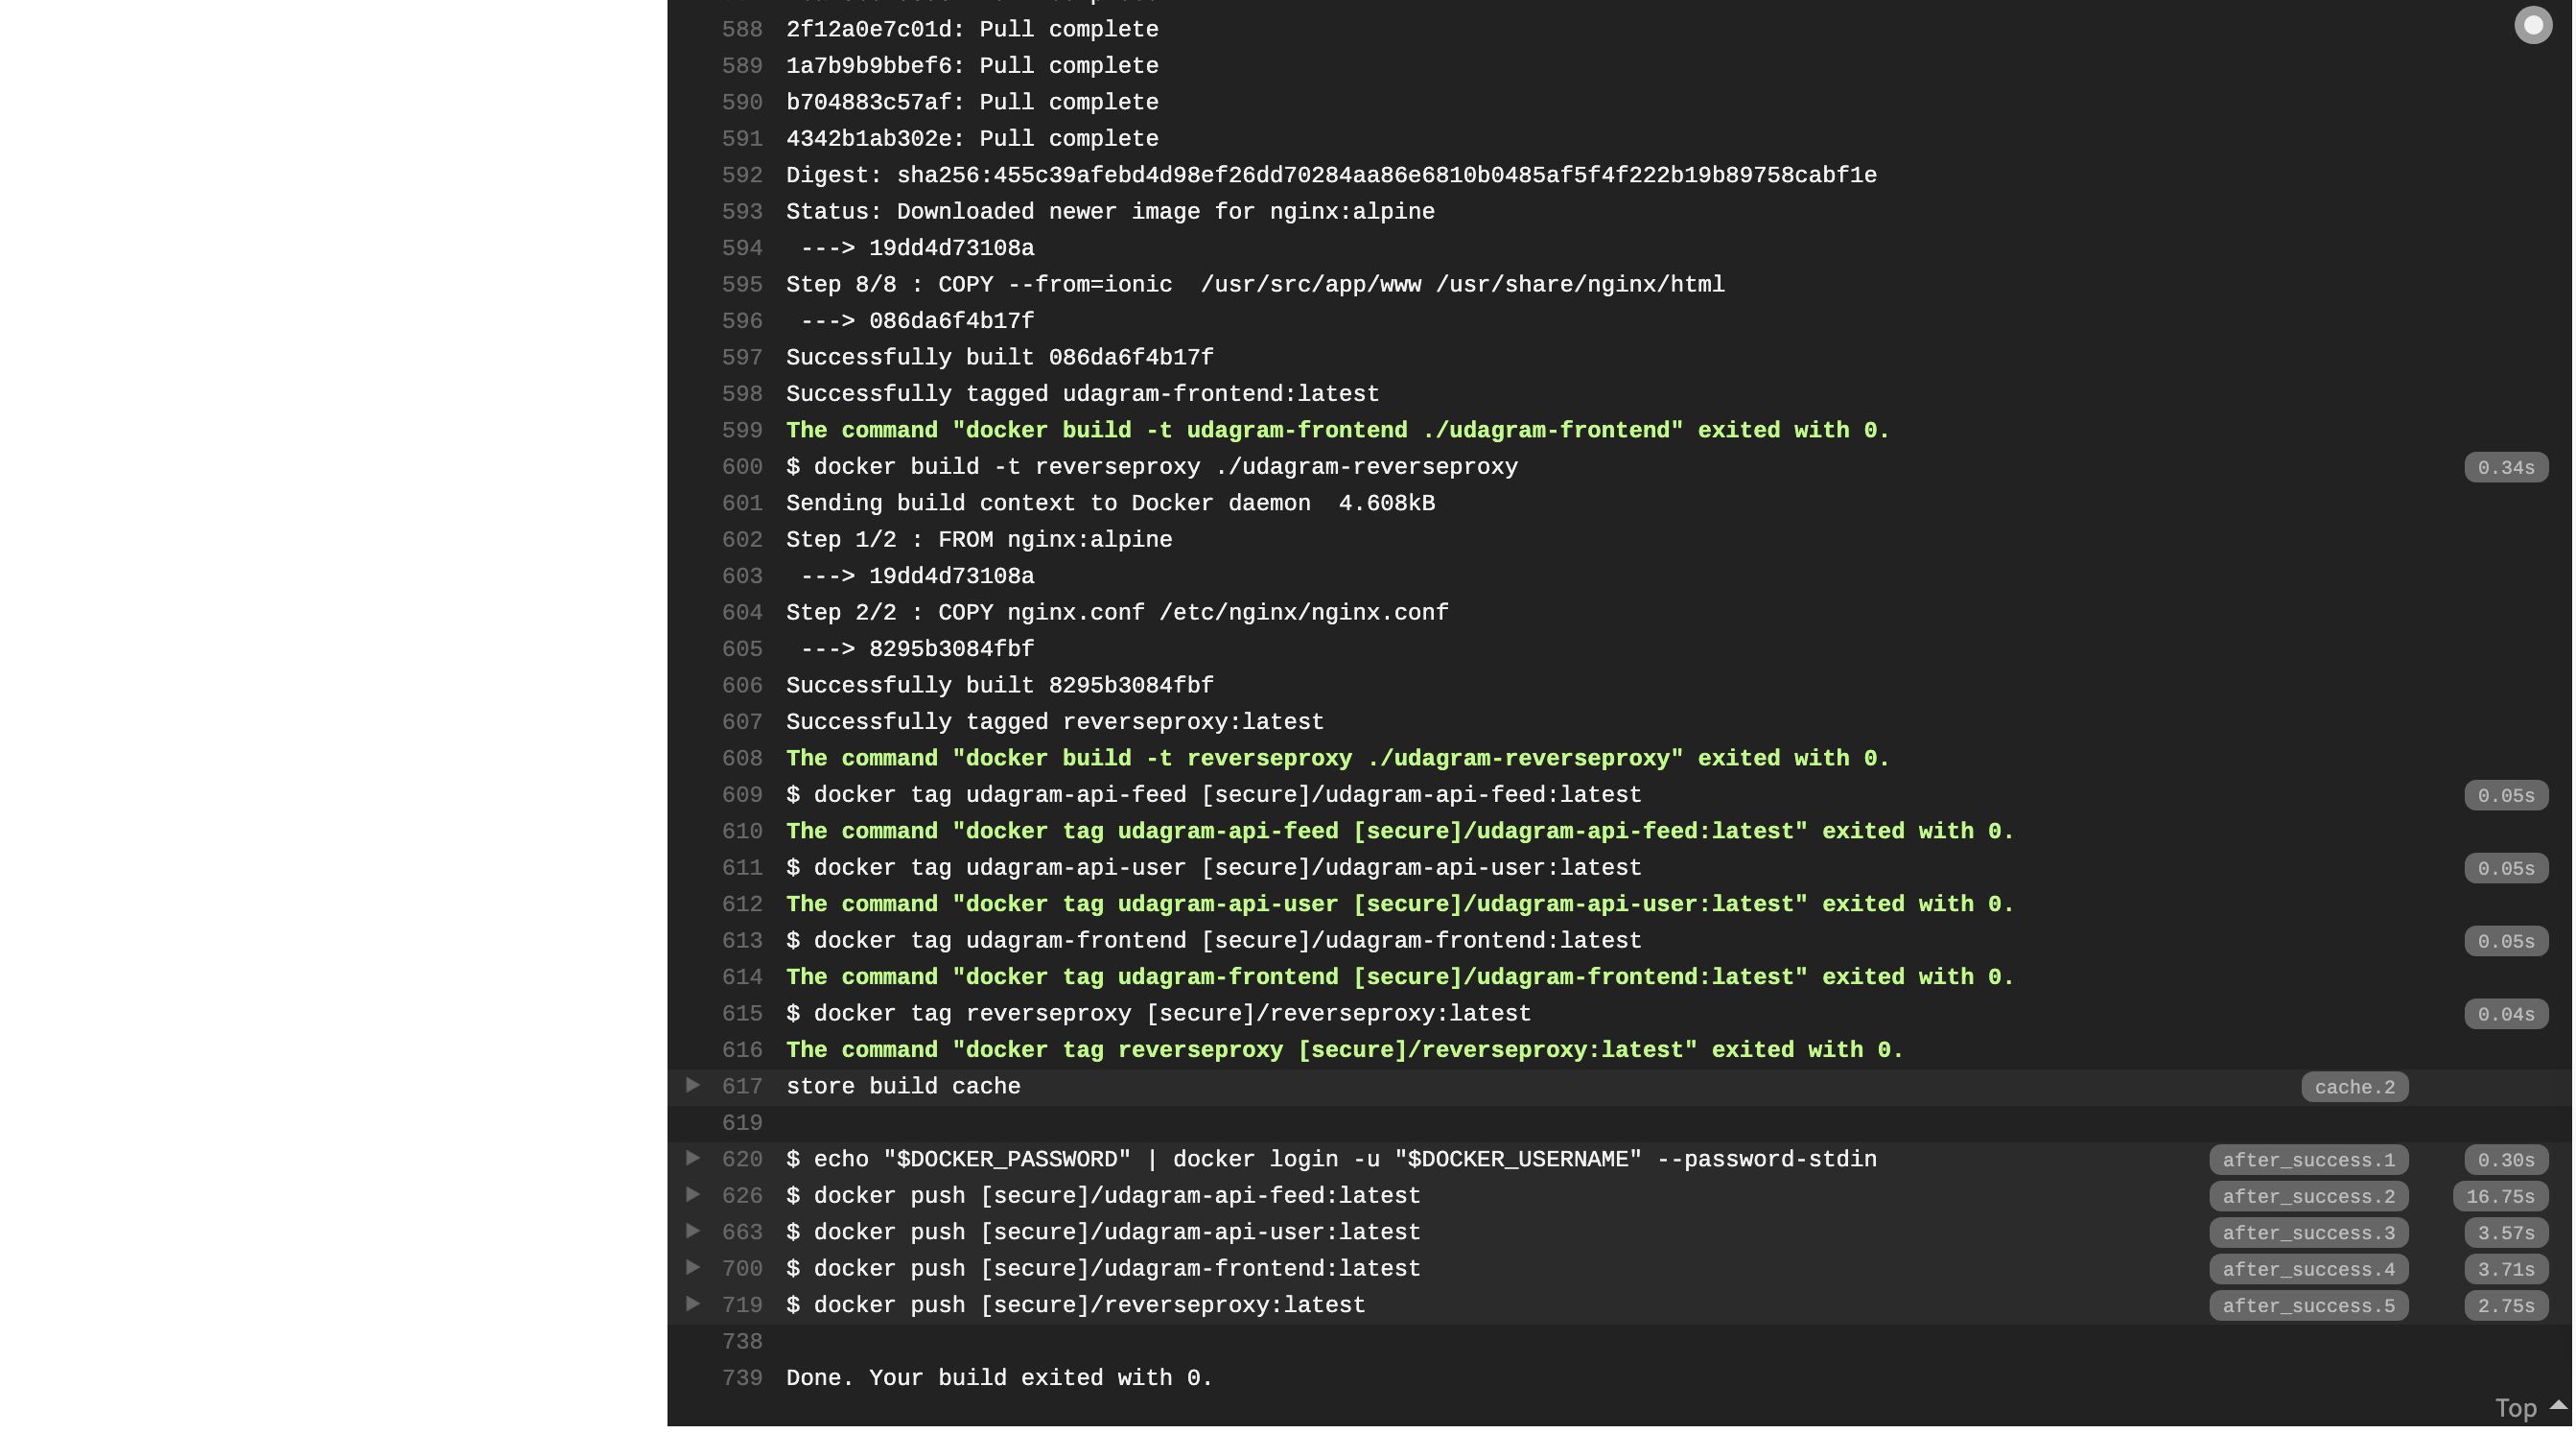 588 2f12a0e7c01d: Pull complete
589 1a7b9b9bbef6: Pull complete
590 b704883c57af: Pull complete
591 4342b1ab302e: Pull complete
592 Digest: sha256:455c39afebd4d98ef26dd70284aa86e6810b0485af5f4f222b19b89758cabf1e
593 Status: Downloaded newer image for nginx:alpine
594 ---> 19dd4d73108a
595 Step 8/8 : COPY --from=ionic  /usr/src/app/www /usr/share/nginx/html
596 ---> 086da6f4b17f
597 Successfully built 086da6f4b17f
598 Successfully tagged udagram-frontend:latest
599 The command "docker build -t udagram-frontend ./udagram-frontend" exited with 0.
600 $ docker build -t reverseproxy ./udagram-reverseproxy 0.34s
601 Sending build context to Docker daemon  4.608kB
602 Step 1/2 : FROM nginx:alpine
603 ---> 19dd4d73108a
604 Step 2/2 : COPY nginx.conf /etc/nginx/nginx.conf
605 ---> 8295b3084fbf
606 Successfully built 8295b3084fbf
607 Successfully tagged reverseproxy:latest
608 The command "docker build -t reverseproxy ./udagram-reverseproxy" exited with 0.
609 $ docker tag udagram-api-feed [secure]/udagram-api-feed:latest 0.05s
610 The command "docker tag udagram-api-feed [secure]/udagram-api-feed:latest" exited with 0.
611 $ docker tag udagram-api-user [secure]/udagram-api-user:latest 0.05s
612 The command "docker tag udagram-api-user [secure]/udagram-api-user:latest" exited with 0.
613 $ docker tag udagram-frontend [secure]/udagram-frontend:latest 0.05s
614 The command "docker tag udagram-frontend [secure]/udagram-frontend:latest" exited with 0.
615 $ docker tag reverseproxy [secure]/reverseproxy:latest 0.04s
616 The command "docker tag reverseproxy [secure]/reverseproxy:latest" exited with 0.
617 store build cache cache.2
619
620 $ echo "$DOCKER_PASSWORD" | docker login -u "$DOCKER_USERNAME" --password-stdin after_success.1 0.30s
626 $ docker push [secure]/udagram-api-feed:latest after_success.2 16.75s
663 $ docker push [secure]/udagram-api-user:latest after_success.3 3.57s
700 $ docker push [secure]/udagram-frontend:latest after_success.4 3.71s
719 $ docker push [secure]/reverseproxy:latest after_success.5 2.75s
738
739 Done. Your build exited with 0.
Top